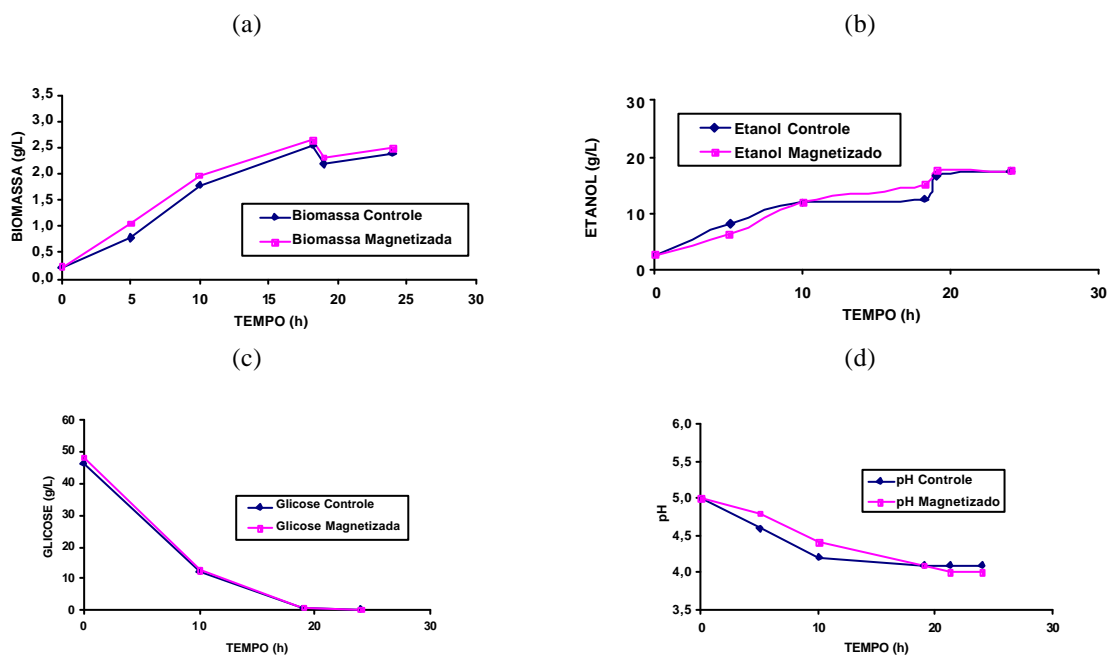 (a)
(b)
BIOMASSA (g/L)
3,5
3,0
2,5
2,0
1,5
1,0
0,5
0,0
0 5 10 15 20 25 30
TEMPO (h)
Biomassa Controle
Biomassa Magnetizada
ETANOL (g/L)
30
20
10
0
0 10 20 30
TEMPO (h)
Etanol Controle
Etanol Magnetizado
(c)
(d)
GLICOSE (g/L)
60
50
40
30
20
10
0
0 10 20 30
TEMPO (h)
Glicose Controle
Glicose Magnetizada
pH
6,0
5,5
5,0
4,5
4,0
3,5
0 10 20 30
TEMPO (h)
pH Controle
pH Magnetizado